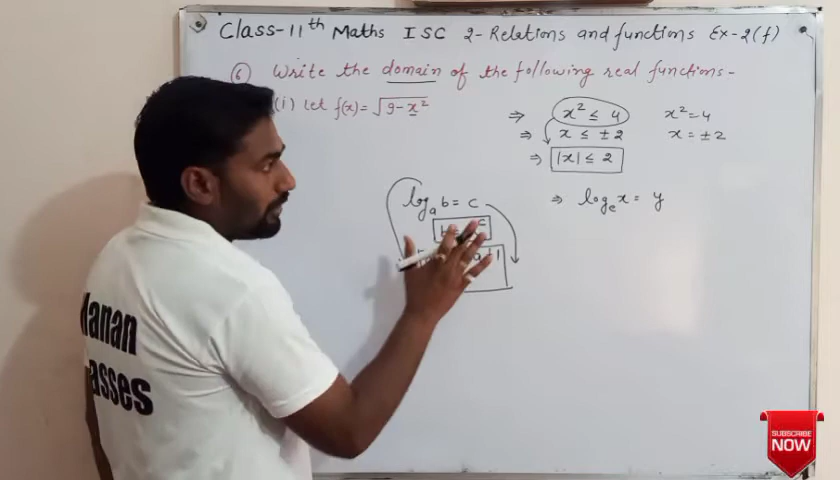 Class-11th Maths ISC 2-Relations and functions Ex-2(f)
(6) Write the domain of the following real functions-
(i) Let f(x)= √9-x²
⇒ x² ≤ 4
x²=4
⇒ x ≤ ±2
x= ±2
⇒ |x| ≤ 2
logₐb= c
⇒ logₑx= y
anan
asses
SUBSCRIBE
NOW